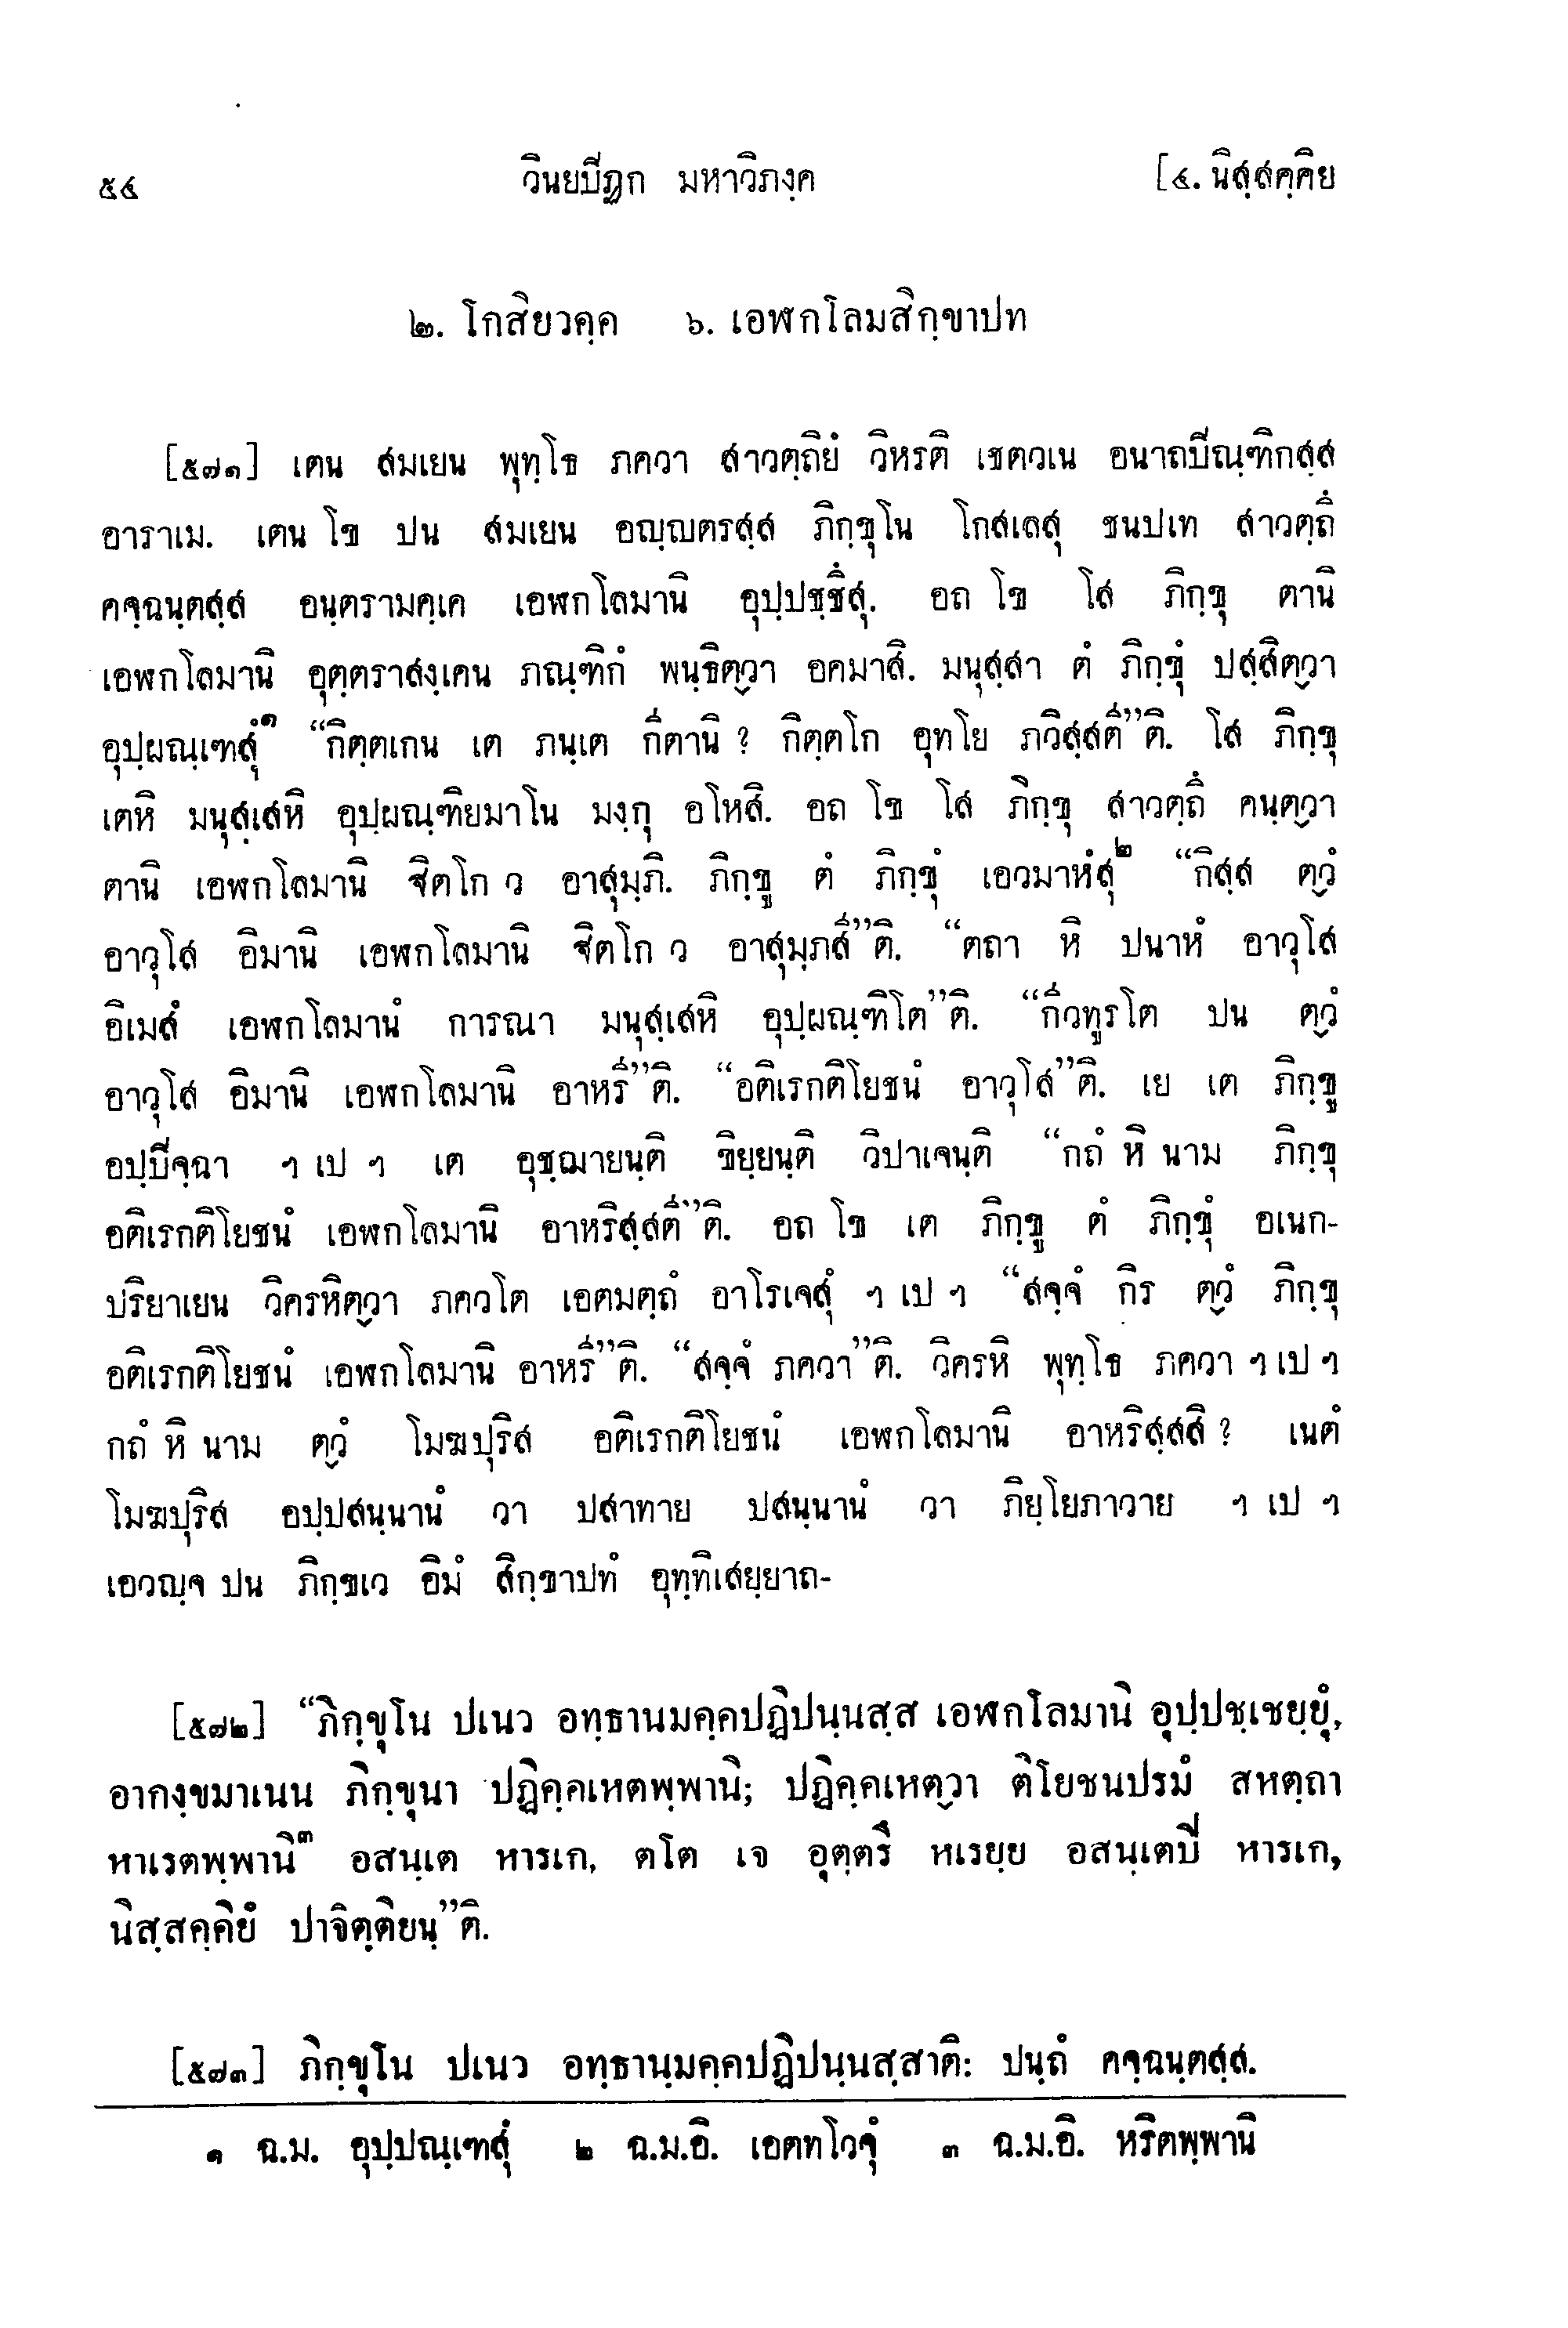 ๕๔ วินยปิฏก มหาวิภงฺค [๔. นิสฺสคฺคิย
๒. โกสิยวคฺค ๖. เอฬกโลมสิกฺขาปท
[๕๗๑] เตน สมเยน พุทฺโธ ภควา สาวตฺถิยํ วิหรติ เชตวเน อนาถปิณฺฑิกสฺส
อาราเม. เตน โข ปน สมเยน อญฺญตรสฺส ภิกฺขุโน โกสเลสุ ชนปเท สาวตฺถึ
คจฺฉนฺตสฺส อนฺตรามคฺเค เอฬกโลมานิ อุปฺปชฺชึสุ. อถ โข โส ภิกฺขุ ตานิ
เอฬกโลมานิ อุตฺตราสงฺเคน ภณฺฑิกํ พนฺธิตฺวา อคมาสิ. มนุสฺสา ตํ ภิกฺขุํ ปสฺสิตฺวา
อุปฺผณฺเฑสุํ๑ “กิตฺตเกน เต ภนฺเต กีตานิ ? กิตฺตโก อุทโย ภวิสฺสตี”ติ. โส ภิกฺขุ
เตหิ มนุสฺเสหิ อุปฺผณฺฑิยมาโน มงฺกุ อโหสิ. อถ โข โส ภิกฺขุ สาวตฺถึ คนฺตฺวา
ตานิ เอฬกโลมานิ ฐิตโก ว อาสุมฺภิ. ภิกฺขู ตํ ภิกฺขุํ เอวมาหํสุ๒ “กิสฺส ตฺวํ
อาวุโส อิมานิ เอฬกโลมานิ ฐิตโก ว อาสุมฺภสี”ติ. “ตถา หิ ปนาหํ อาวุโส
อิเมสํ เอฬกโลมานํ การณา มนุสฺเสหิ อุปฺผณฺฑิโต”ติ. “กีวทูรโต ปน ตฺวํ
อาวุโส อิมานิ เอฬกโลมานิ อาหรี”ติ. “อติเรกติโยชนํ อาวุโส”ติ. เย เต ภิกฺขู
อปฺปิจฺฉา ฯ เป ฯ เต อุชฺฌายนฺติ ขิยฺยนฺติ วิปาเจนฺติ “กถํ หิ นาม ภิกฺขุ
อติเรกติโยชนํ เอฬกโลมานิ อาหริสฺสตี”ติ. อถ โข เต ภิกฺขู ตํ ภิกฺขุํ อเนก-
ปริยาเยน วิครหิตฺวา ภควโต เอตมตฺถํ อาโรเจสุํ ฯ เป ฯ “สจฺจํ กิร ตฺวํ ภิกฺขุ
อติเรกติโยชนํ เอฬกโลมานิ อาหรี”ติ. “สจฺจํ ภควา”ติ. วิครหิ พุทฺโธ ภควา ฯ เป ฯ
กถํ หิ นาม ตฺวํ โมฆปุริส อติเรกติโยชนํ เอฬกโลมานิ อาหริสฺสสิ ? เนตํ
โมฆปุริส อปฺปสนฺนานํ วา ปสาทาย ปสนฺนานํ วา ภิยฺโยภาวาย ฯ เป ฯ
เอวญฺจ ปน ภิกฺขเว อิมํ สิกฺขาปทํ อุทฺทิเสยฺยาถ-
[๕๗๒] “ภิกฺขุโน ปเนว อทฺธานมคฺคปฏิปนฺนสฺส เอฬกโลมานิ อุปฺปชฺเชยฺยุํ,
อากงฺขมาเนน ภิกฺขุนา ปฏิคฺคเหตพฺพานิ; ปฏิคฺคเหตฺวา ติโยชนปรมํ สหตฺถา
หาเรตพฺพานิ๓ อสนฺเต หารเก, ตโต เจ อุตฺตรึ หเรยฺย อสนฺเตปิ หารเก,
นิสฺสคฺคิยํ ปาจิตฺติยนฺ”ติ.
[๕๗๓] ภิกฺขุโน ปเนว อทฺธานฺมคฺคปฏิปนฺนสฺสาติ: ปนฺถํ คจฺฉนฺตสฺส.
๑ ฉ.ม. อุปฺปณฺเฑสุํ ๒ ฉ.ม.อิ. เอตทโวจุํ ๓ ฉ.ม.อิ. หริตพฺพานิ